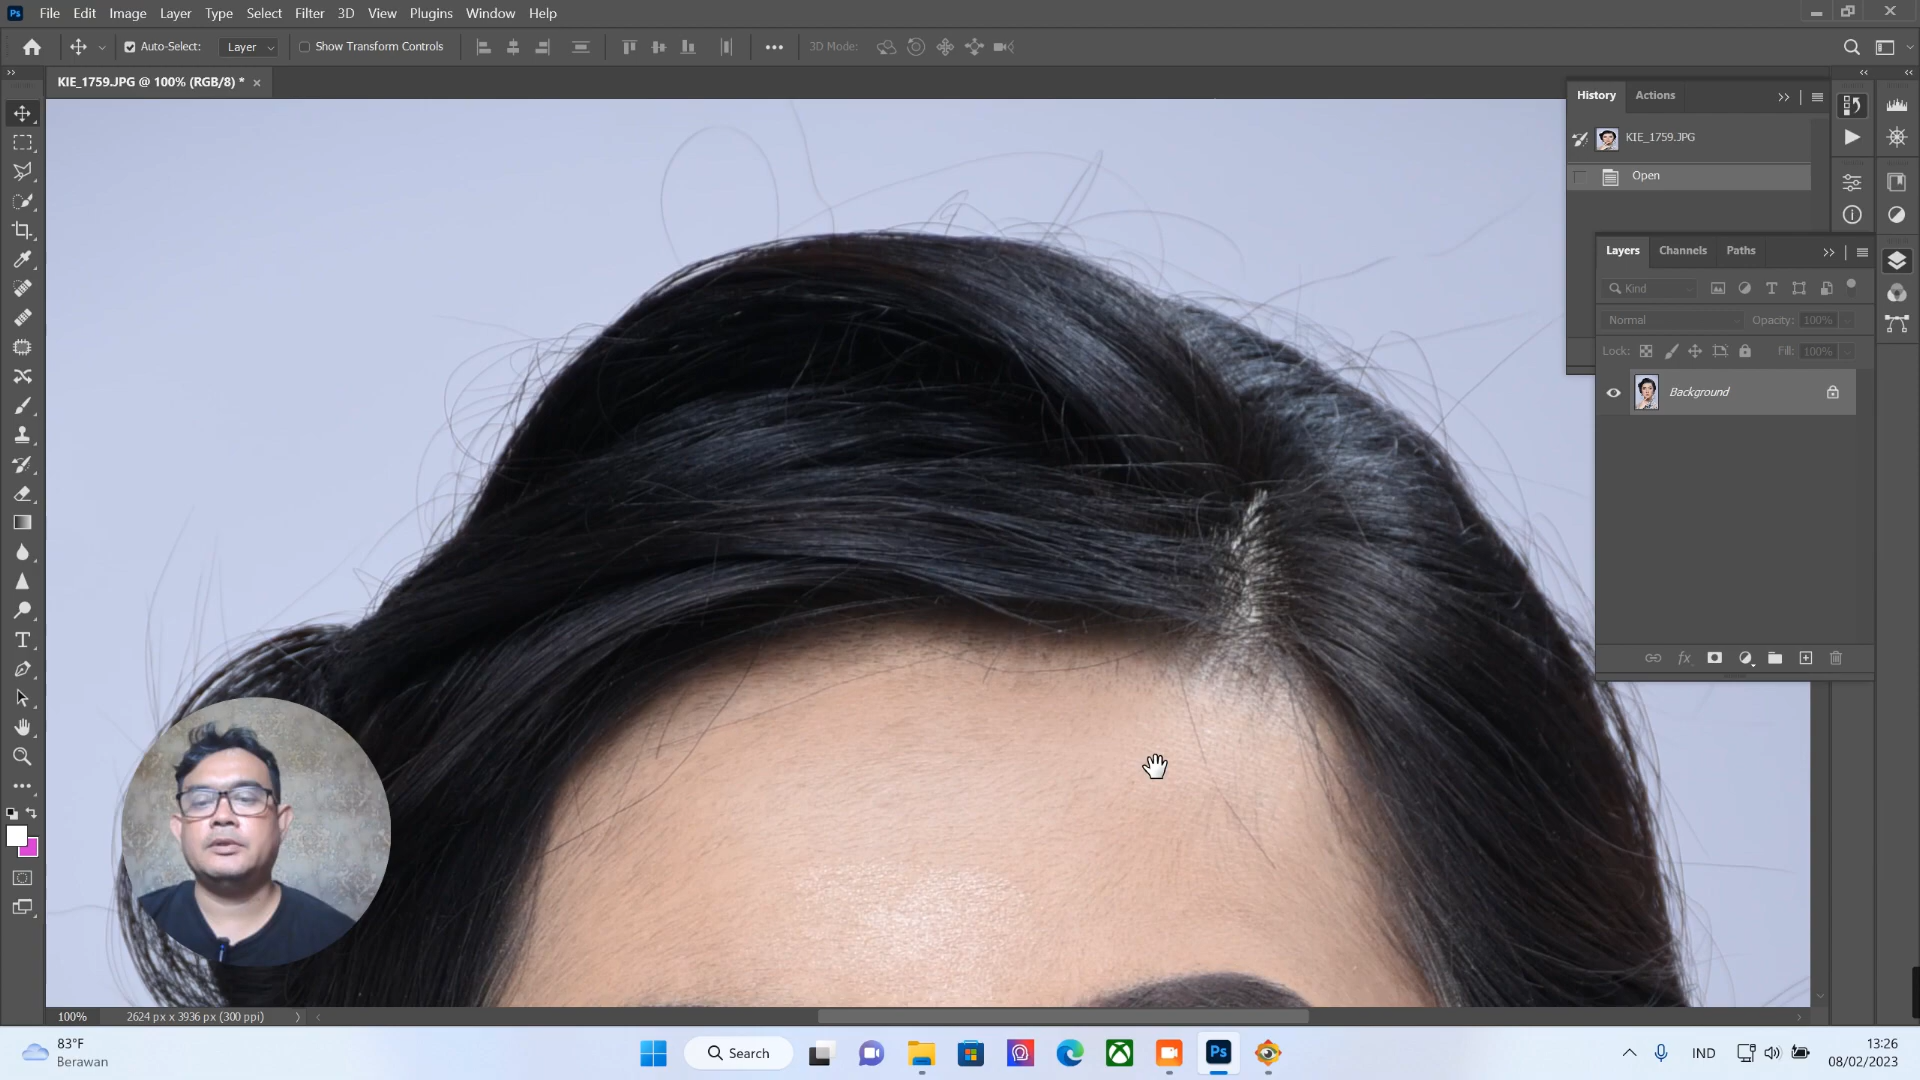 Ps File Edit Image Layer Type Select Filter 3D View Plugins Window Help
Auto-Select: Layer Show Transform Controls 3D Mode:
KIE_1759.JPG @ 100% (RGB/8) *
History Actions
KIE_1759.JPG
Open
Layers Channels Paths
Kind
Normal Opacity: 100%
Lock: Fill: 100%
Background
100% 2624 px x 3936 px (300 ppi)
83°F
Berawan
Search
Ps
IND
13:26
08/02/2023